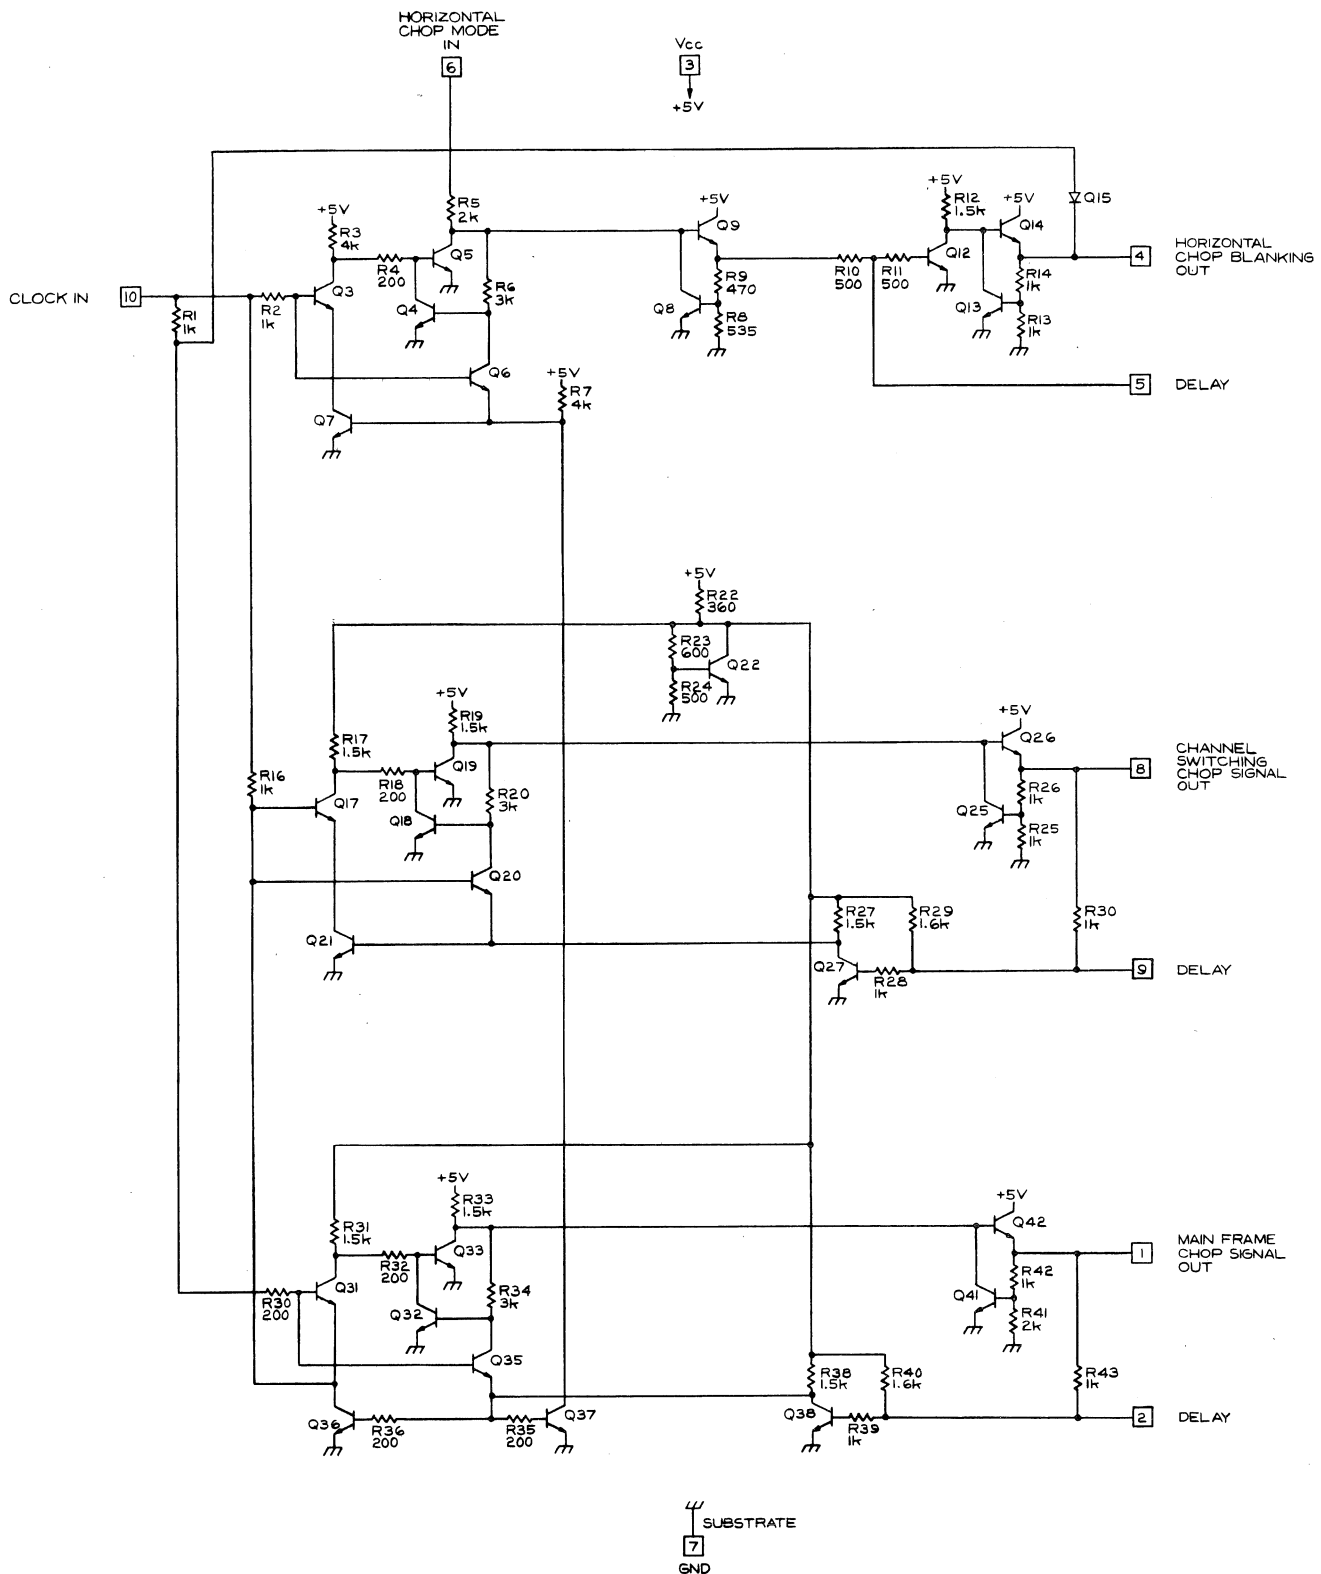 HORIZONTAL
CHOP MODE
IN
6
Vcc
3
+5V
+5V
R3
4k
R5
2k
Q5
R4
200
Q3
Q4
R6
3k
+5V
Q9
R9
470
Q8
R8
535
R10
500
R11
500
+5V
R12
1.5k
Q12
+5V
Q14
Q15
R14
1k
Q13
R13
1k
4
HORIZONTAL
CHOP BLANKING
OUT
CLOCK IN
10
R1
1k
R2
1k
Q6
Q7
+5V
R7
4k
5
DELAY
+5V
R22
360
R23
600
Q22
R24
500
R17
1.5k
+5V
R19
1.5k
Q19
R18
200
R16
1k
Q17
Q18
R20
3k
Q20
Q21
+5V
Q26
R26
1k
Q25
R25
1k
8
CHANNEL
SWITCHING
CHOP SIGNAL
OUT
R27
1.5k
R29
1.6k
R30
1k
Q27
R28
1k
9
DELAY
+5V
R33
1.5k
R31
1.5k
Q33
R32
200
Q31
R30
200
Q32
R34
3k
Q35
Q36
R36
200
R35
200
Q37
+5V
Q42
R42
1k
Q41
R41
2k
1
MAIN FRAME
CHOP SIGNAL
OUT
R38
1.5k
R40
1.6k
R43
1k
Q38
R39
1k
2
DELAY
SUBSTRATE
7
GND